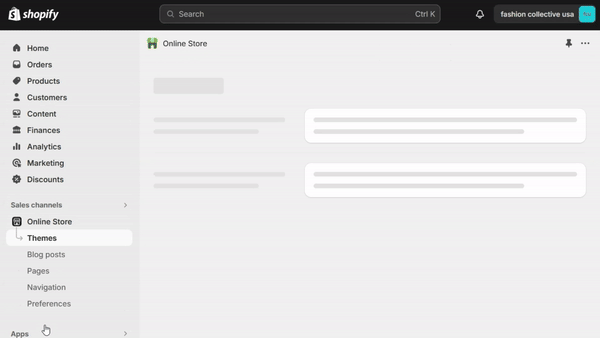 shopify
Search
Ctrl K
fashion collective usa
Home
Orders
Products
Customers
Content
Finances
Analytics
Marketing
Discounts
Sales channels
Online Store
Themes
Blog posts
Pages
Navigation
Preferences
Apps
Online Store